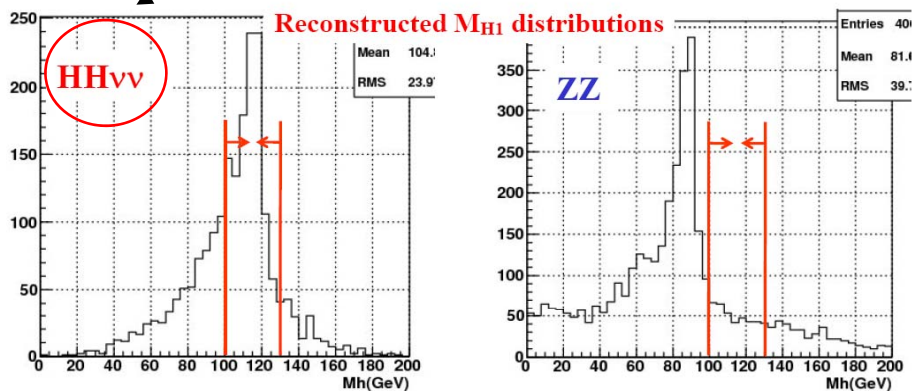 Reconstructed M_H1 distributions
HHνν
Mean 104.
RMS 23.9
250
200
150
100
50
0
0 20 40 60 80 100 120 140 160 180 200
Mh(GeV)
ZZ
Entries
Mean 81.
RMS 39.
350
300
250
200
150
100
50
0
0 20 40 60 80 100 120 140 160 180 200
Mh(GeV)